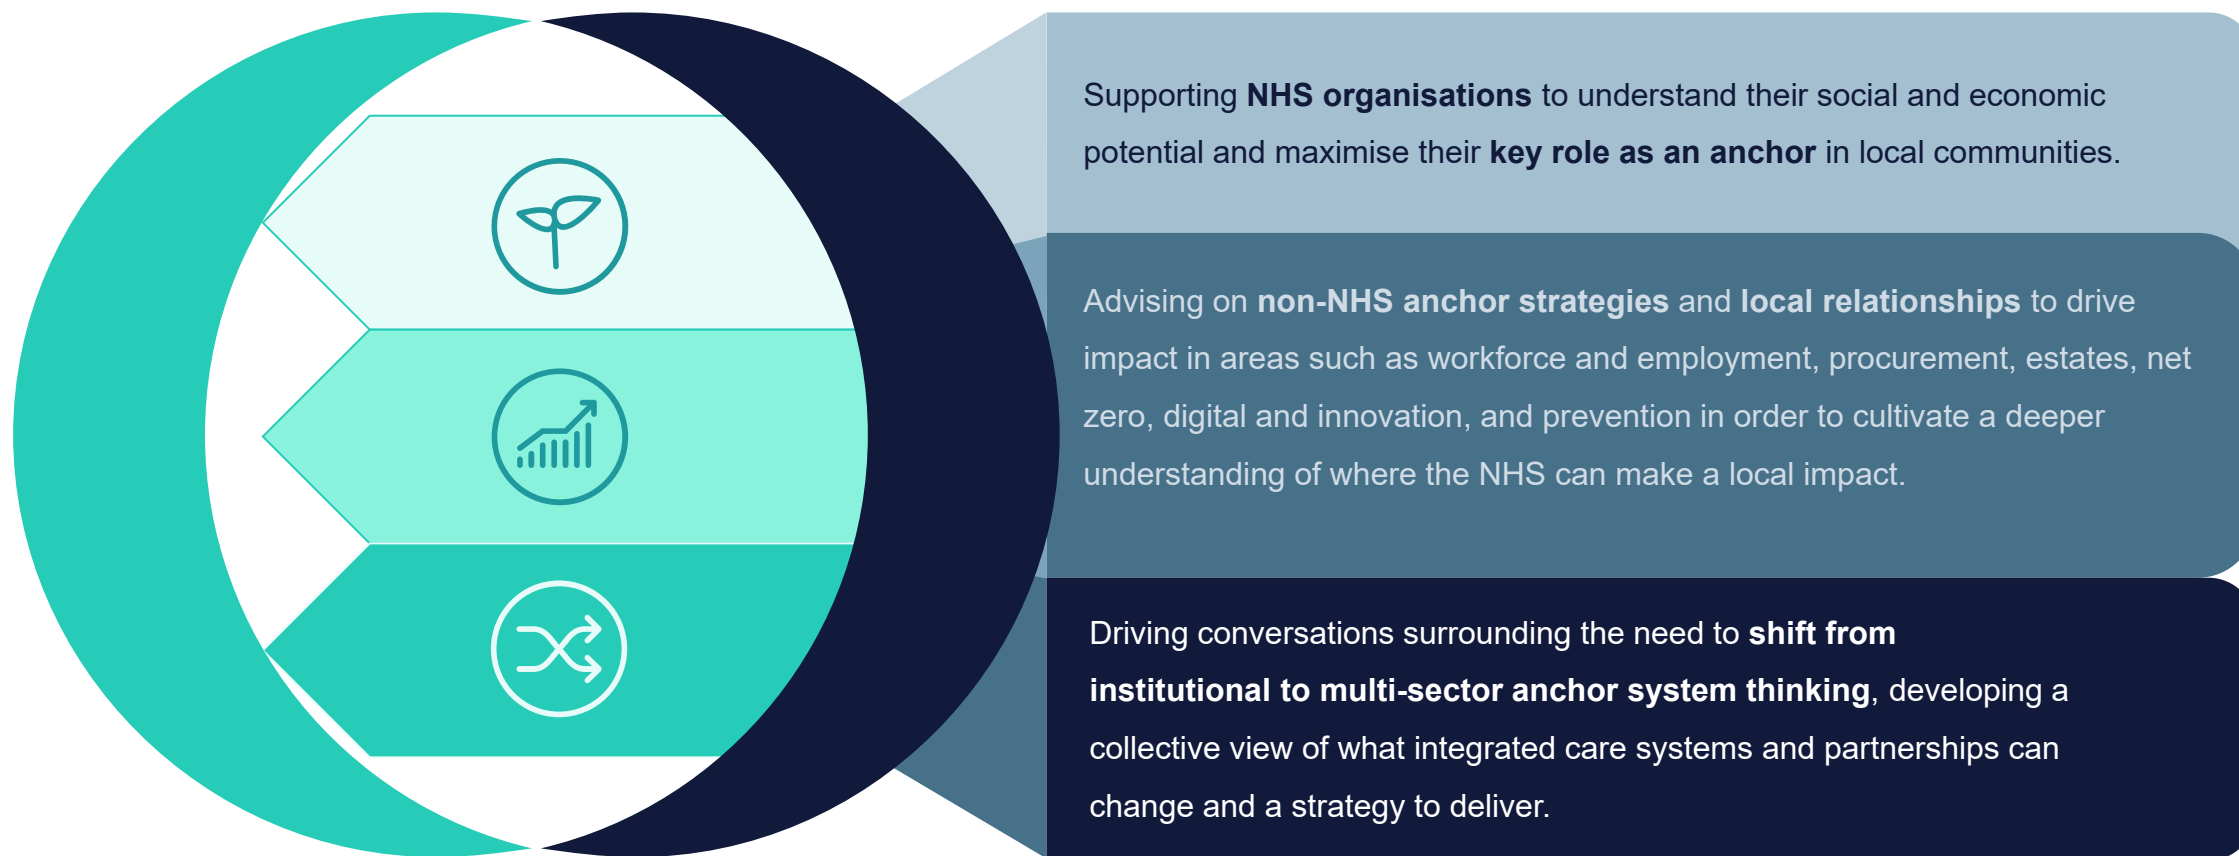 Supporting NHS organisations to understand their social and economic
potential and maximise their key role as an anchor in local communities.
Advising on non-NHS anchor strategies and local relationships to drive
impact in areas such as workforce and employment, procurement, estates, net
zero, digital and innovation, and prevention in order to cultivate a deeper
understanding of where the NHS can make a local impact.
Driving conversations surrounding the need to shift from
institutional to multi-sector anchor system thinking, developing a
collective view of what integrated care systems and partnerships can
change and a strategy to deliver.